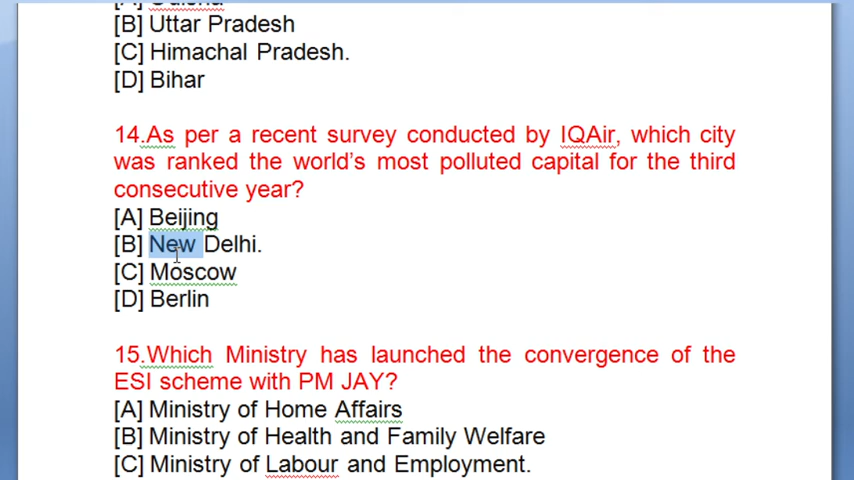 [B] Uttar Pradesh
[C] Himachal Pradesh.
[D] Bihar
14.As per a recent survey conducted by IQAir, which city
was ranked the world's most polluted capital for the third
consecutive year?
[A] Beijing
[B] New Delhi.
[C] Moscow
[D] Berlin
15.Which Ministry has launched the convergence of the
ESI scheme with PM JAY?
[A] Ministry of Home Affairs
[B] Ministry of Health and Family Welfare
[C] Ministry of Labour and Employment.